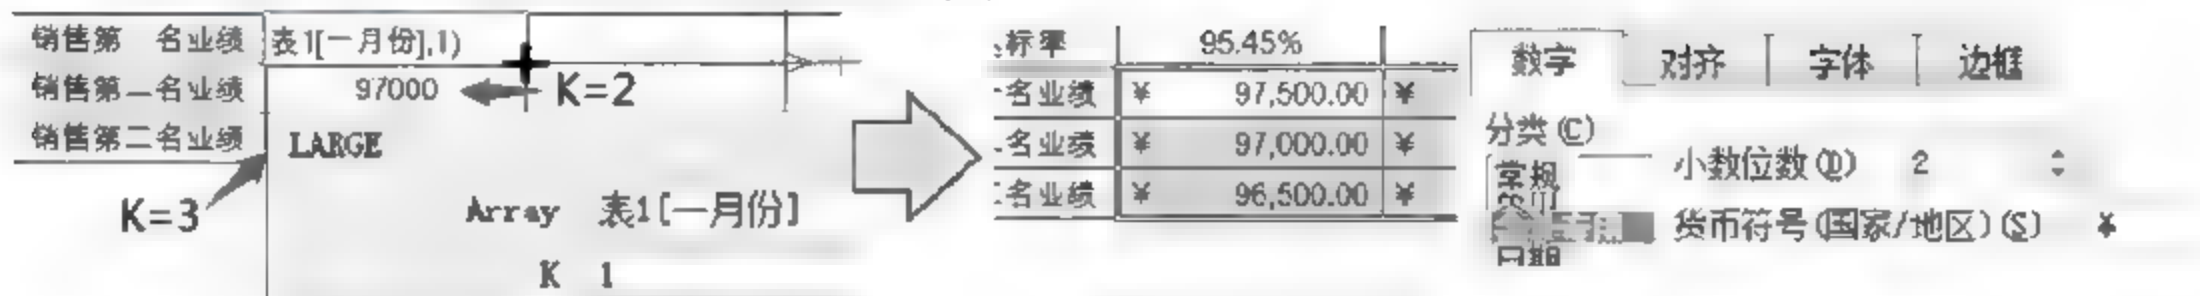 销售第一名业绩 表1[一月份],1)
销售第二名业绩 97000 K=2
销售第三名业绩 LARGE
K=3
Array 表1[一月份]
K 1
标率 95.45%
名业绩 ¥ 97,500.00 ¥
名业绩 ¥ 97,000.00 ¥
名业绩 ¥ 96,500.00 ¥
数字 对齐 字体 边框
分类(C)
常规
小数位数(D) 2
货币符号(国家/地区)(S) ¥
日期